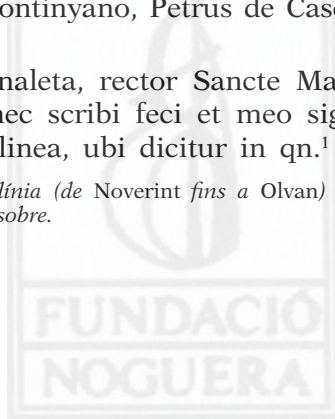 ontinyano, Petrus de Caso
naleta, rector Sancte Ma
nec scribi feci et meo sig
linea, ubi dicitur in qn.¹
línia (de Noverint fins a Olvan)
sobre.
FUNDACIÓ
NOGUERA